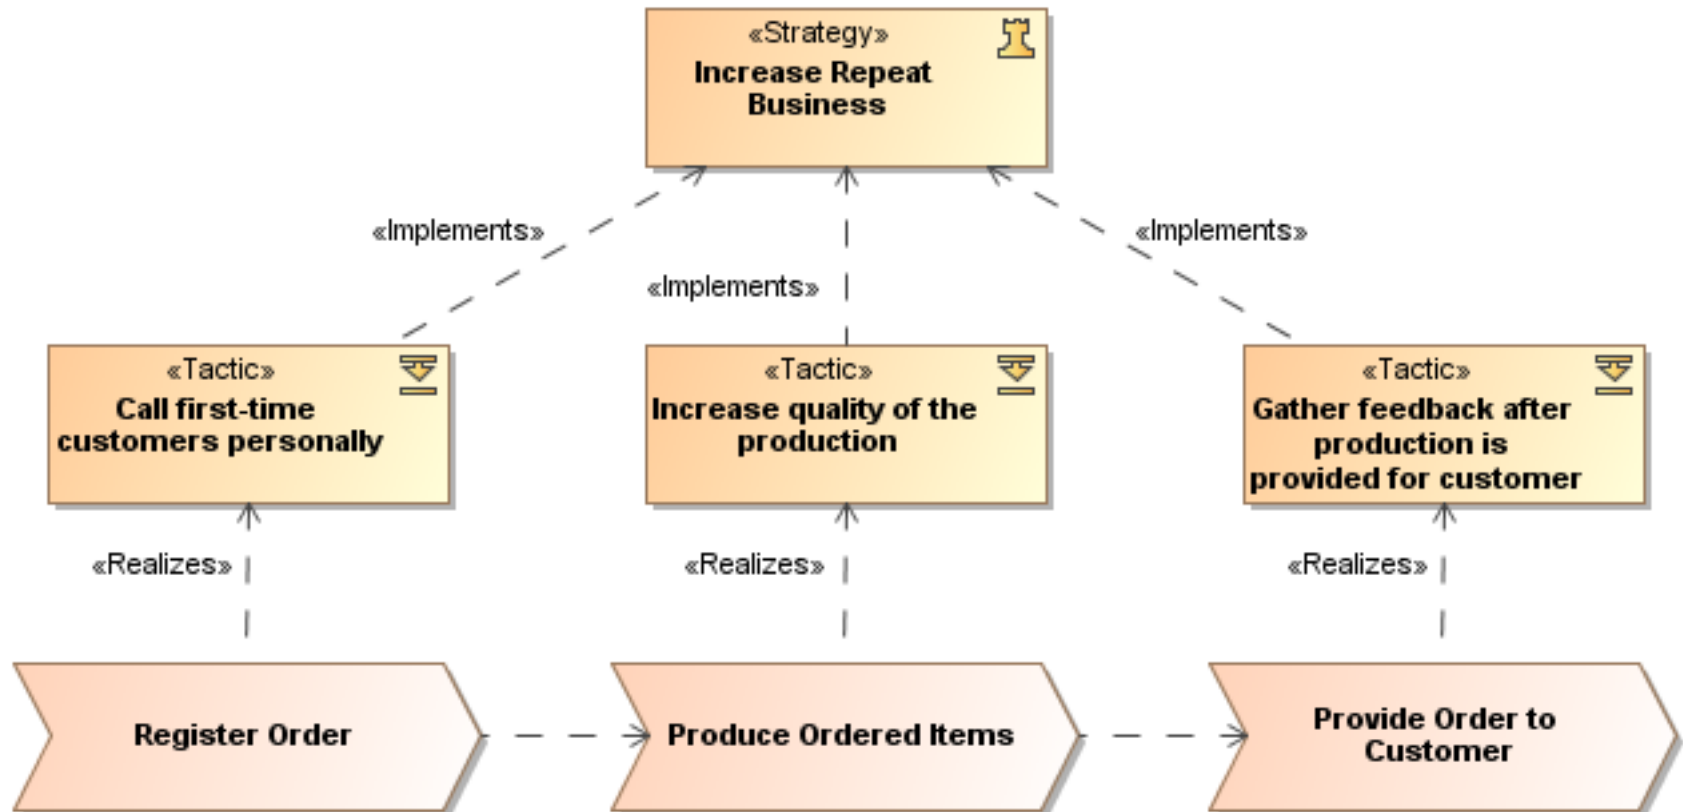 «Strategy»
Increase Repeat
Business
«Implements»
«Implements»
«Implements»
«Tactic»
Call first-time
customers personally
«Tactic»
Increase quality of the
production
«Tactic»
Gather feedback after
production is
provided for customer
«Realizes»
«Realizes»
«Realizes»
Register Order
Produce Ordered Items
Provide Order to
Customer